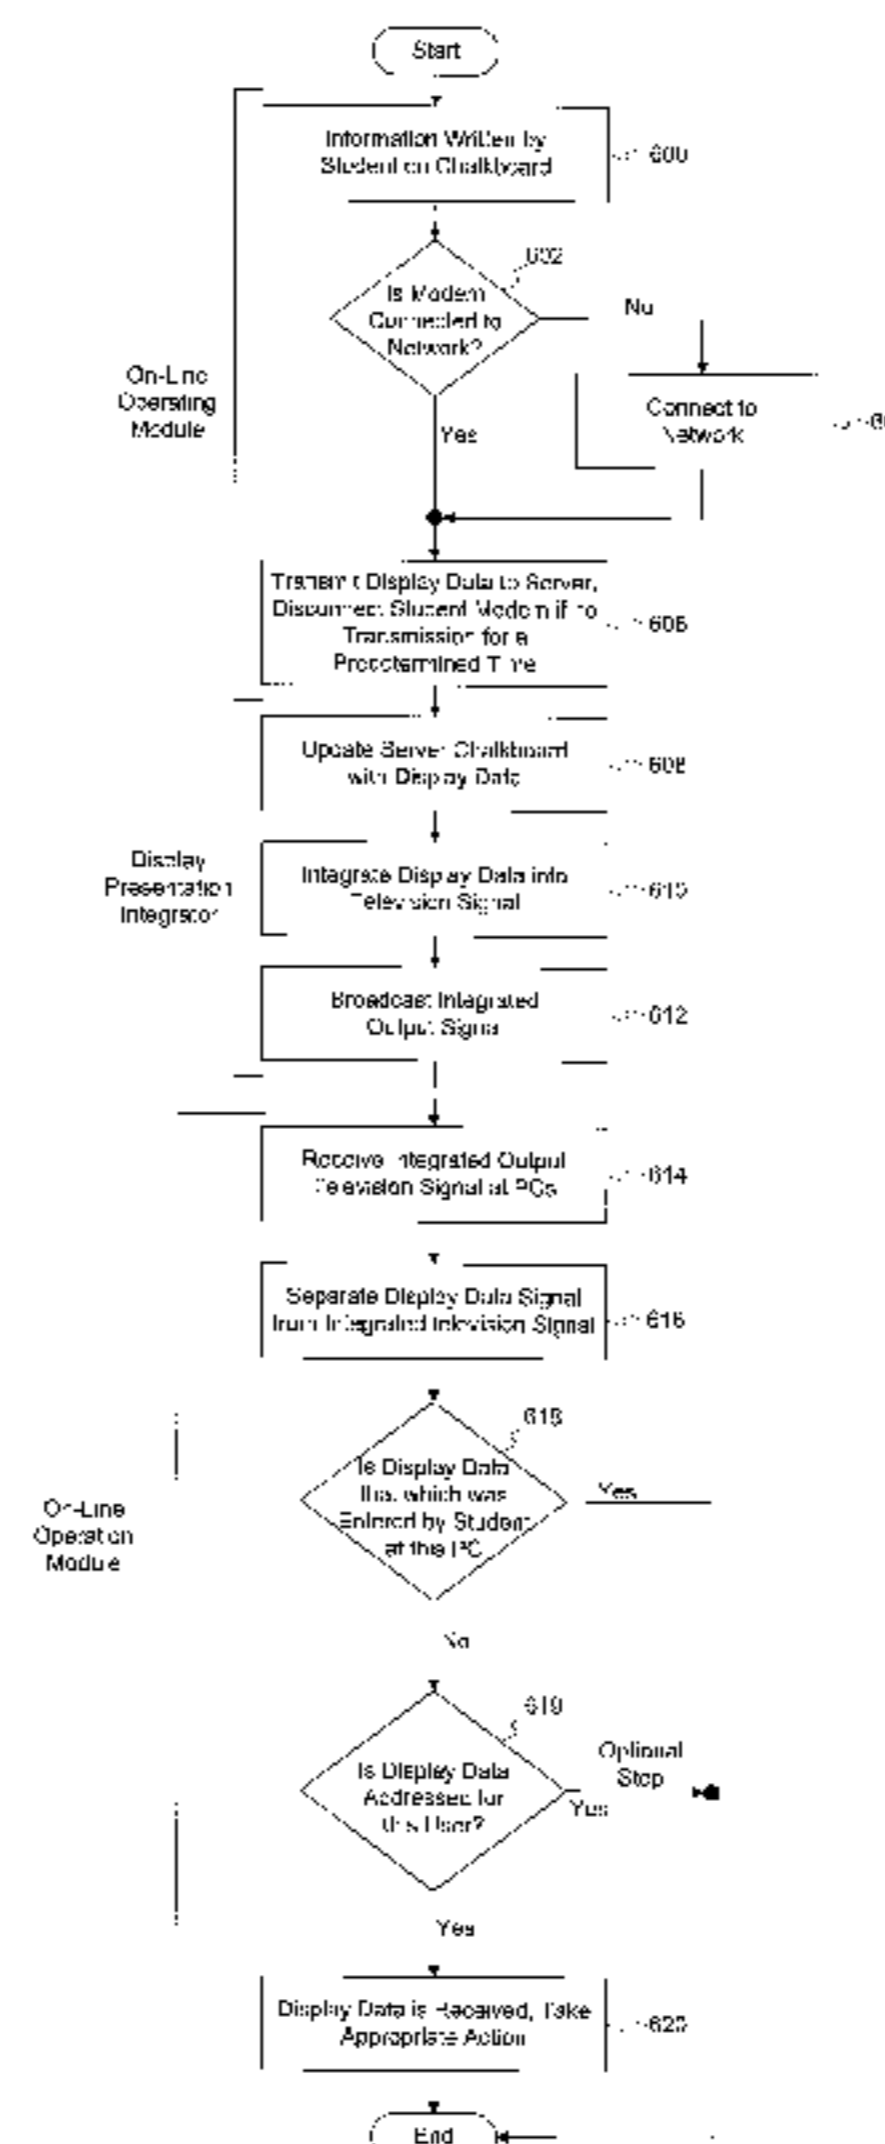 Start
Information Written by
Student on Chalkboard
600
602
Is Modem
Connected to
Network?
No
On-Line
Operating
Module
Connect to
Network
Yes
Transmit Display Data to Server,
Disconnect Student Modem if no
Transmission for a
Predetermined Time
606
Update Server Chalkboard
with Display Data
608
Display
Presentation
Integrator
Integrate Display Data into
Television Signal
610
Broadcast Integrated
Output Signal
612
Receive Integrated Output
Television Signal at PCs
614
Separate Display Data Signal
from Integrated television Signal
616
618
Is Display Data
that which was
Entered by Student
at this PC
Yes
On-Line
Operation
Module
No
619
Is Display Data
Addressed for
this User?
Optional
Step
Yes
Yes
Display Data is Received, Take
Appropriate Action
620
End